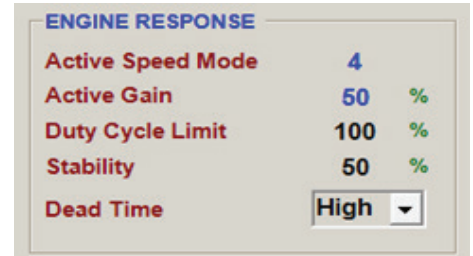 ENGINE RESPONSE
Active Speed Mode 4
Active Gain 50 %
Duty Cycle Limit 100 %
Stability 50 %
Dead Time High